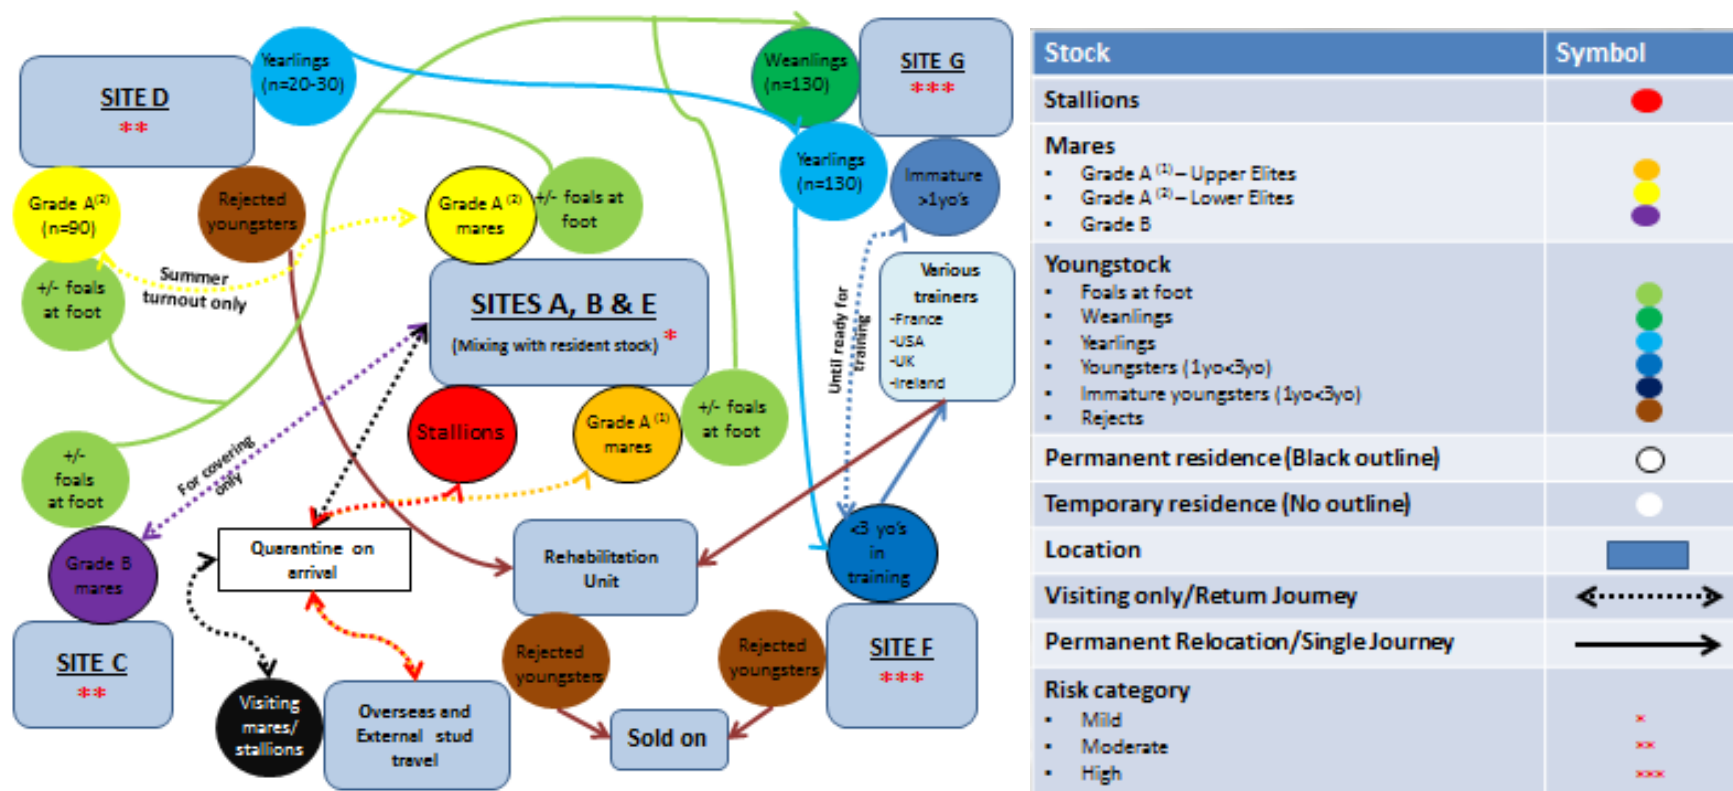 SITE D
**
Yearlings
(n=20-30)
Weanlings
(n=130)
SITE G
***
Yearlings
(n=130)
Immature
>1yo's
Grade A(2)
(n=90)
Rejected
youngsters
Grade A (2)
mares
+/- foals at
foot
+/- foals
at foot
Summer
turnout only
SITES A, B & E
(Mixing with resident stock) *
Various
trainers
-France
-USA
-UK
-Ireland
Until ready for
training
Stallions
Grade A (1)
mares
+/- foals
at foot
+/-
foals
at foot
For covering
only
Grade B
mares
Quarantine on
arrival
Rehabilitation
Unit
<3 yo's
in
training
SITE C
**
Visiting
mares/
stallions
Overseas and
External stud
travel
Rejected
youngsters
Rejected
youngsters
SITE F
***
Sold on
Stock Symbol
Stallions
Mares
• Grade A (1) – Upper Elites
• Grade A (2) – Lower Elites
• Grade B
Youngstock
• Foals at foot
• Weanlings
• Yearlings
• Youngsters (1yo<3yo)
• Immature youngsters (1yo<3yo)
• Rejects
Permanent residence (Black outline)
Temporary residence (No outline)
Location
Visiting only/Return Journey
Permanent Relocation/Single Journey
Risk category
• Mild *
• Moderate **
• High ***